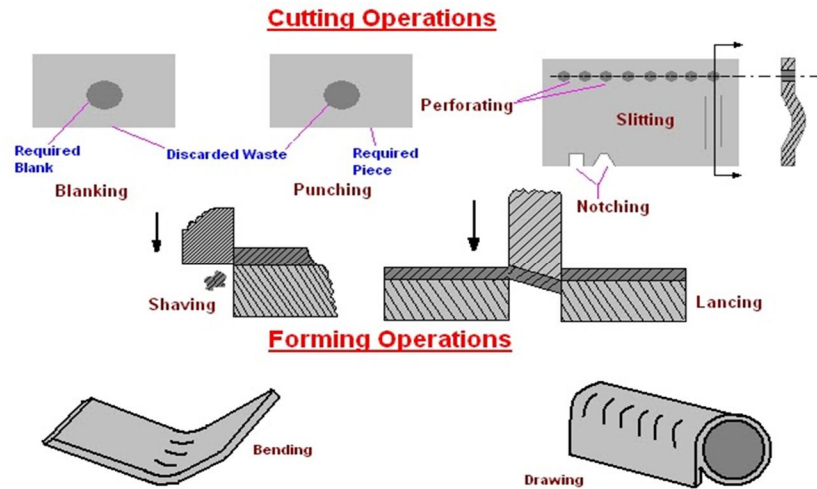 Cutting Operations
Perforating
Slitting
Required
Blank
Discarded Waste
Required
Piece
Blanking
Punching
Notching
Shaving
Lancing
Forming Operations
Bending
Drawing